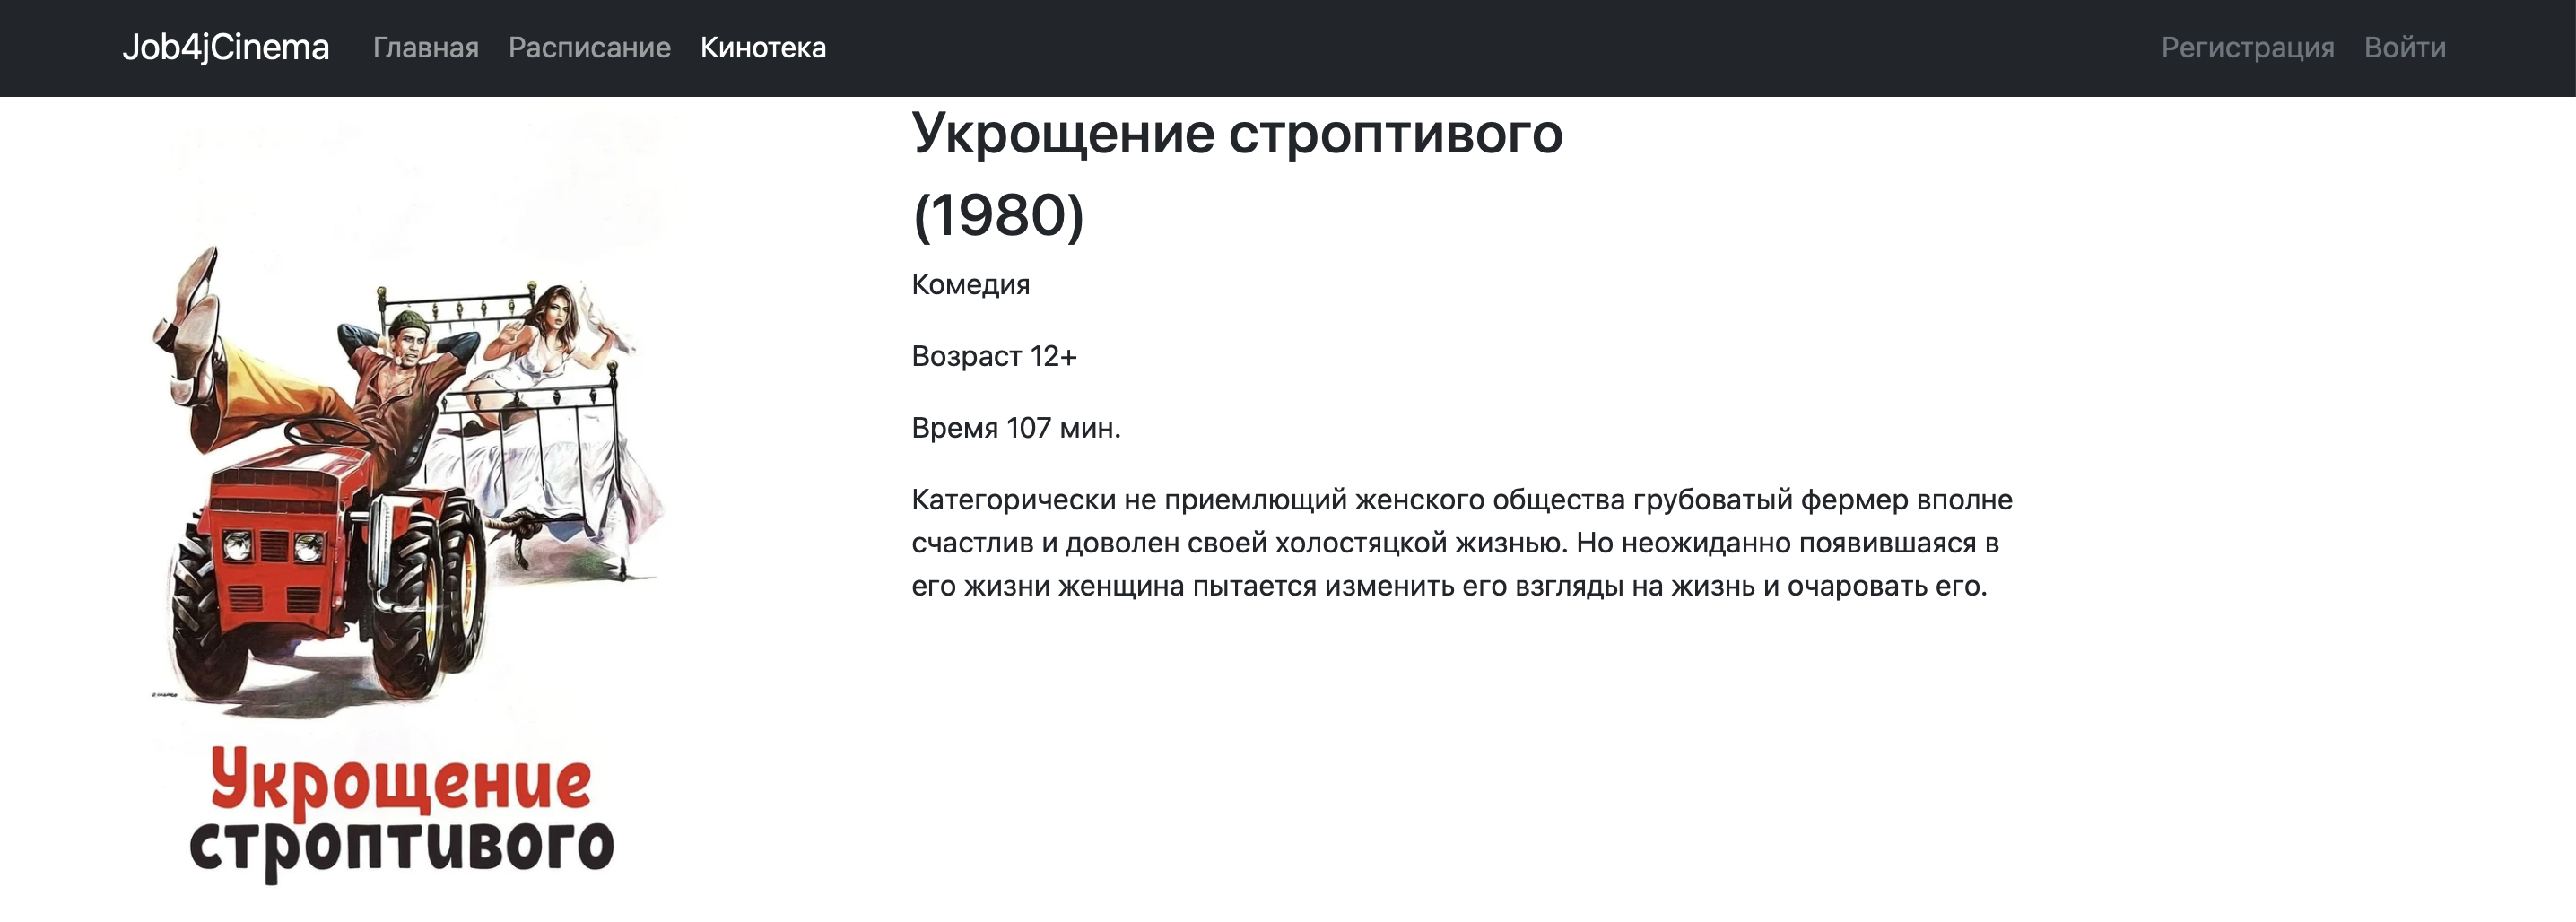 Job4jCinema Главная Расписание Кинотека Регистрация Войти
Укрощение строптивого
(1980)
Комедия
Возраст 12+
Время 107 мин.
Категорически не приемлющий женского общества грубоватый фермер вполне
счастлив и доволен своей холостяцкой жизнью. Но неожиданно появившаяся в
его жизни женщина пытается изменить его взгляды на жизнь и очаровать его.
Укрощение
строптивого